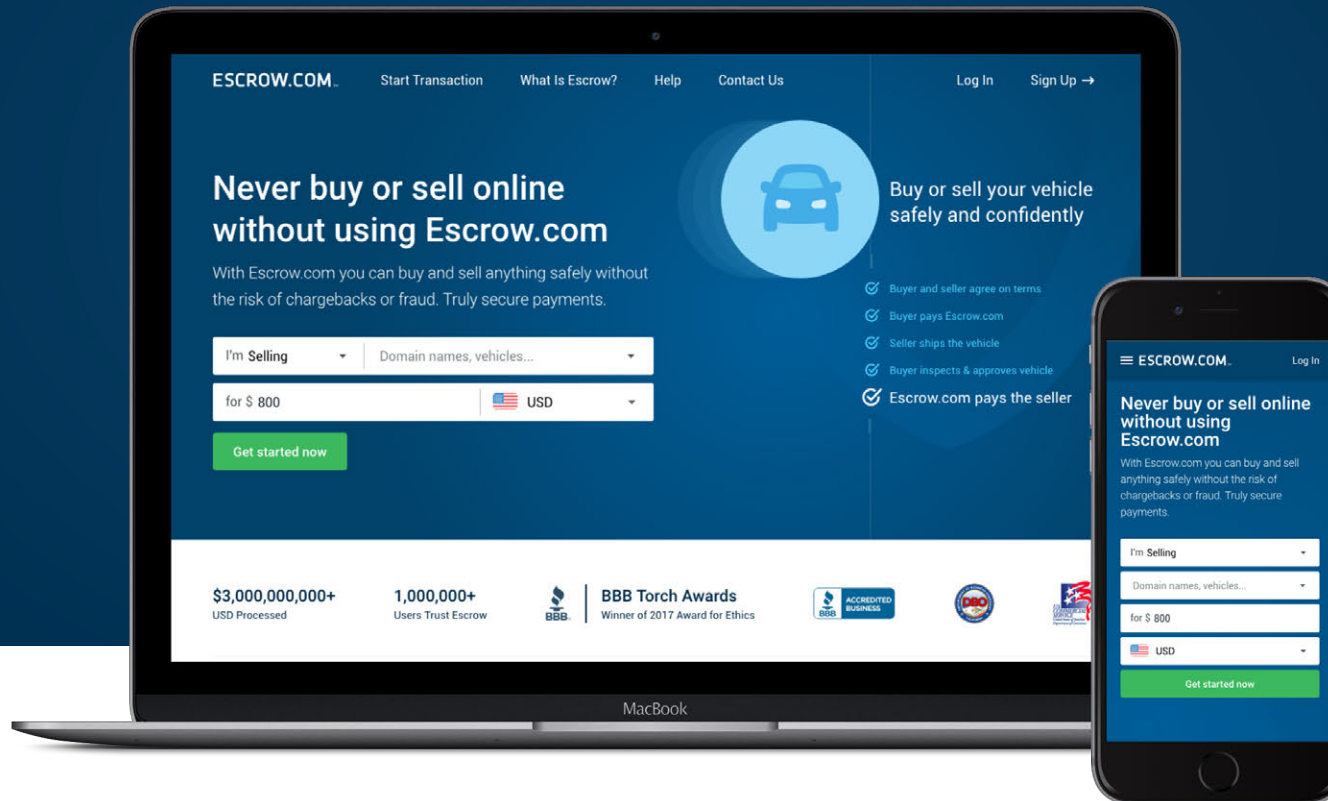 ESCROW.COM
Start Transaction
What Is Escrow?
Help
Contact Us
Log In
Sign Up →
Never buy or sell online
without using Escrow.com
With Escrow.com you can buy and sell anything safely without
the risk of chargebacks or fraud. Truly secure payments.
I'm Selling
Domain names, vehicles...
for $ 800
USD
Get started now
Buy or sell your vehicle
safely and confidently
Buyer and seller agree on terms
Buyer pays Escrow.com
Seller ships the vehicle
Buyer inspects & approves vehicle
Escrow.com pays the seller
$3,000,000,000+
USD Processed
1,000,000+
Users Trust Escrow
BBB
BBB Torch Awards
Winner of 2017 Award for Ethics
BBB
ACCREDITED
BUSINESS
DBO
MacBook
ESCROW.COM
Log In
Never buy or sell online
without using
Escrow.com
With Escrow.com you can buy and sell
anything safely without the risk of
chargebacks or fraud. Truly secure
payments.
I'm Selling
Domain names, vehicles...
for $ 800
USD
Get started now